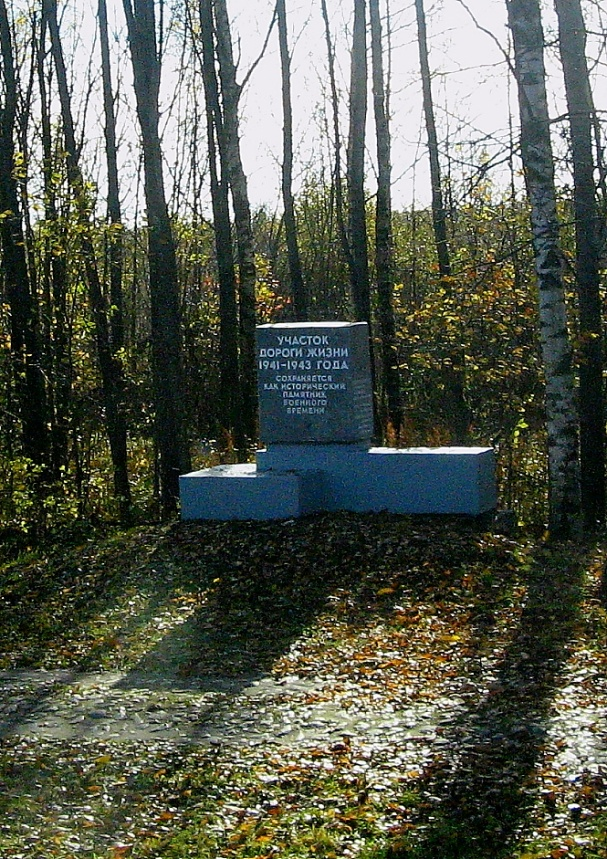 УЧАСТОК
ДОРОГИ ЖИЗНИ
1941-1943 ГОДА
СОХРАНЯЕТСЯ
КАК ИСТОРИЧЕСКИЙ
ПАМЯТНИК
ВОЕННОГО
ВРЕМЕНИ